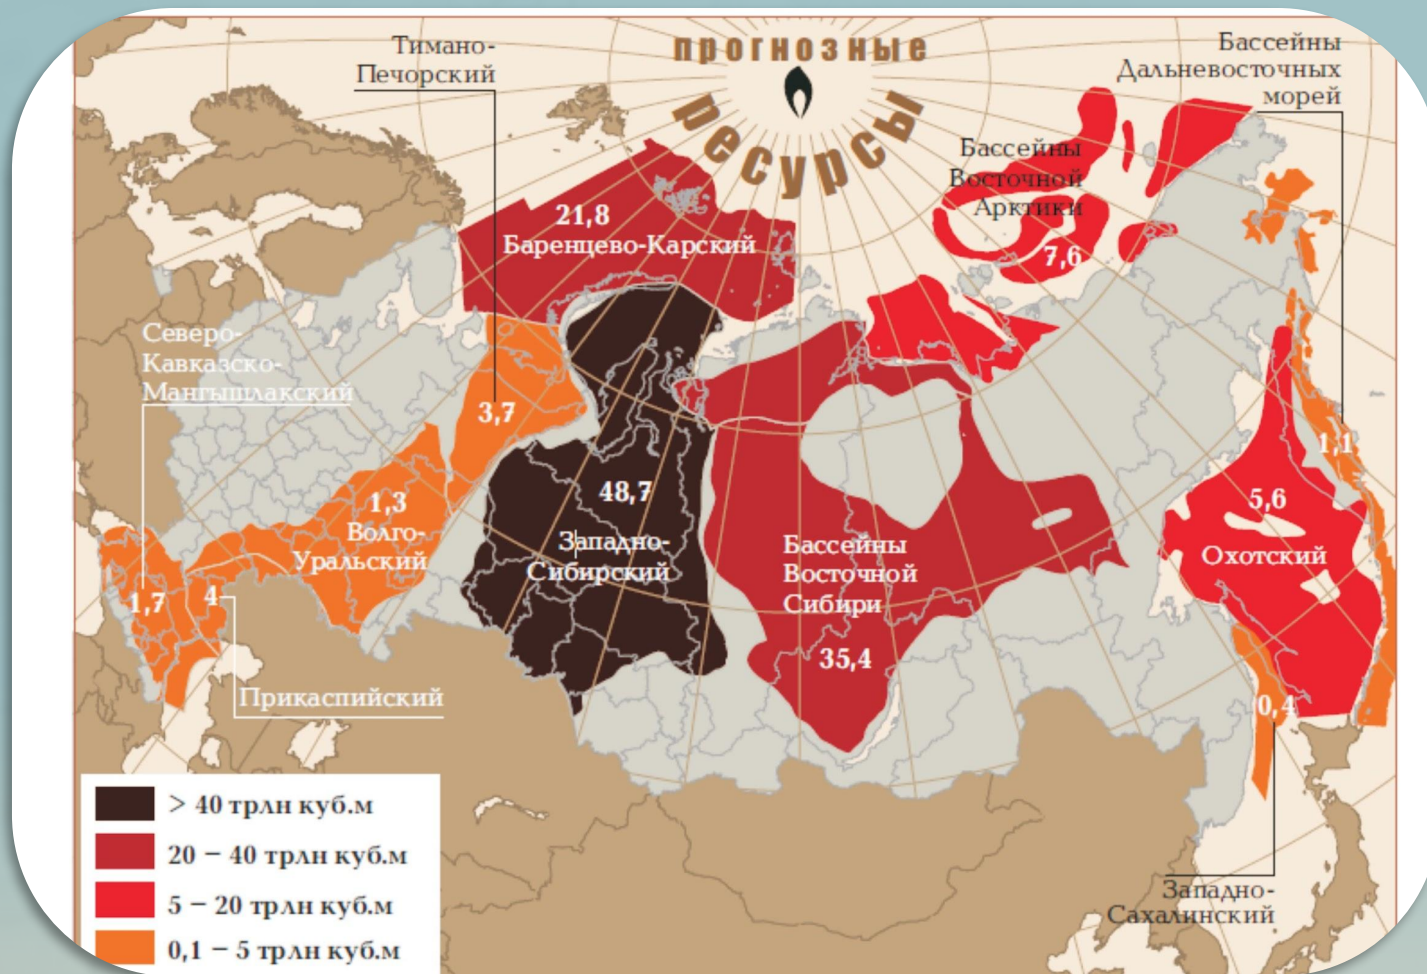 прогнозные
ресурсы
Тимано-
Печорский
Бассейны
Дальневосточных
морей
Бассейны
Восточной
Арктики
7,6
21,8
Баренцево-Карский
Северо-
Кавказско-
Мангышлакский
3,7
1,1
48,7
Западно-
Сибирский
1,3
Волго-
Уральский
5,6
Охотский
Бассейны
Восточной
Сибири
35,4
1,7
4
Прикаспийский
0,4
Западно-
Сахалинский
> 40 трлн куб.м
20 – 40 трлн куб.м
5 – 20 трлн куб.м
0,1 – 5 трлн куб.м